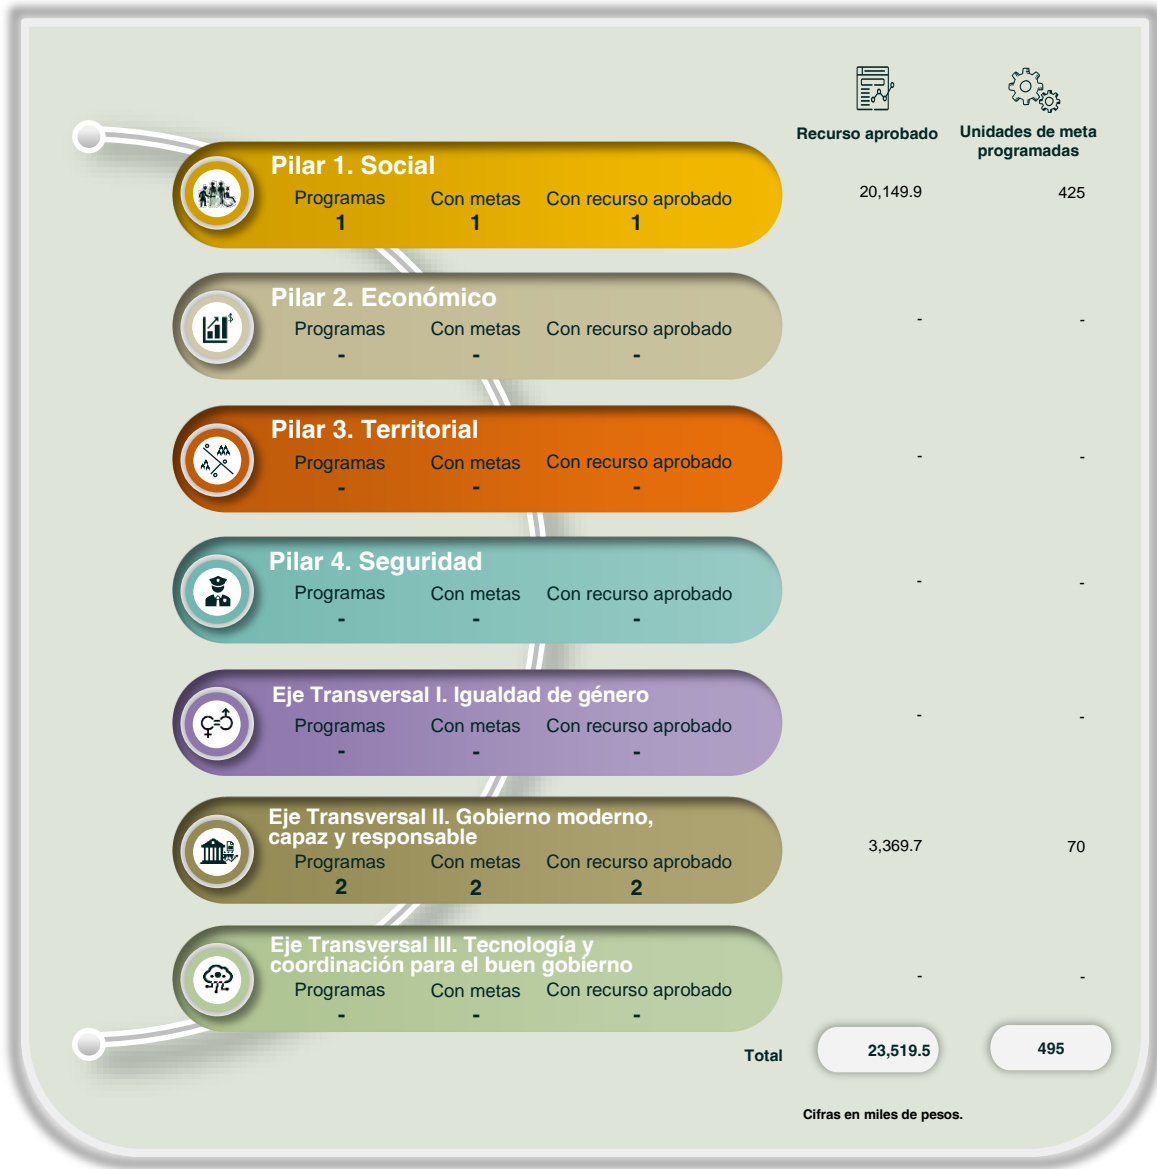 Recurso aprobado
Unidades de meta
programadas
Pilar 1. Social
Programas Con metas Con recurso aprobado
1 1 1
20,149.9 425
Pilar 2. Económico
Programas Con metas Con recurso aprobado
- - -
- -
Pilar 3. Territorial
Programas Con metas Con recurso aprobado
- - -
- -
Pilar 4. Seguridad
Programas Con metas Con recurso aprobado
- - -
- -
Eje Transversal I. Igualdad de género
Programas Con metas Con recurso aprobado
- - -
- -
Eje Transversal II. Gobierno moderno,
capaz y responsable
Programas Con metas Con recurso aprobado
2 2 2
3,369.7 70
Eje Transversal III. Tecnología y
coordinación para el buen gobierno
Programas Con metas Con recurso aprobado
- - -
- -
Total 23,519.5 495
Cifras en miles de pesos.